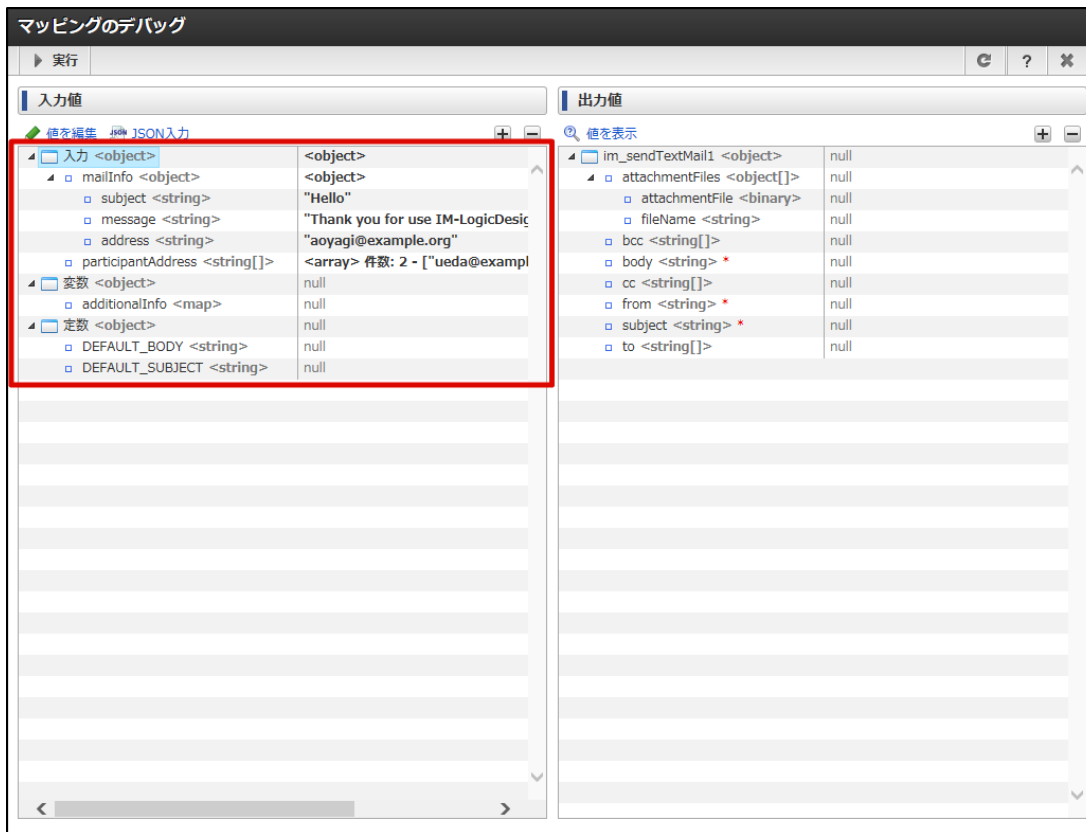 マッピングのデバッグ
実行
?
入力値
値を編集 JSON JSON入力
入力 <object> <object>
mailInfo <object> <object>
subject <string> "Hello"
message <string> "Thank you for use IM-LogicDesig
address <string> "aoyagi@example.org"
participantAddress <string[]> <array> 件数: 2 - ["ueda@exampl
変数 <object> null
additionalInfo <map> null
定数 <object> null
DEFAULT_BODY <string> null
DEFAULT_SUBJECT <string> null
出力値
値を表示
im_sendTextMail1 <object> null
attachmentFiles <object[]> null
attachmentFile <binary> null
fileName <string> null
bcc <string[]> null
body <string> * null
cc <string[]> null
from <string> * null
subject <string> * null
to <string[]> null